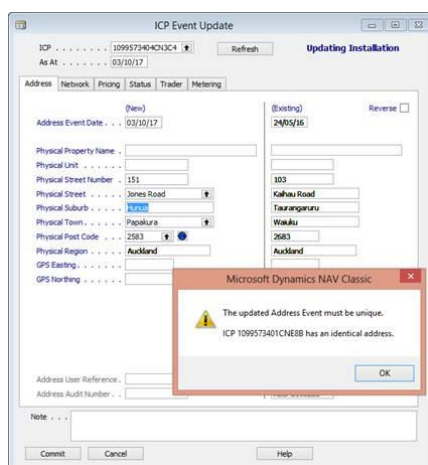 ICP Event Update
ICP . . . . . . . . 1099573404CN3C4 Refresh Updating Installation
As At . . . . . . . 03/10/17
Address Network Pricing Status Trader Metering
(New) (Existing) Reverse
Address Event Date . . . 03/10/17 24/05/16
Physical Property Name .
Physical Unit . . . . . .
Physical Street Number . 151 103
Physical Street . . . . . Jones Road Kaihau Road
Physical Suburb . . . . Hunua Taurangaruru
Physical Town . . . . . . Papakura Waiuku
Physical Post Code . . . 2583 2683
Physical Region . . . . Auckland Auckland
GPS Easting . . . . . . .
GPS Northing . . . . . .
Microsoft Dynamics NAV Classic
The updated Address Event must be unique.
ICP 1099573401CNE8B has an identical address.
OK
Address User Reference .
Address Audit Number . .
Note . . .
Commit Cancel Help